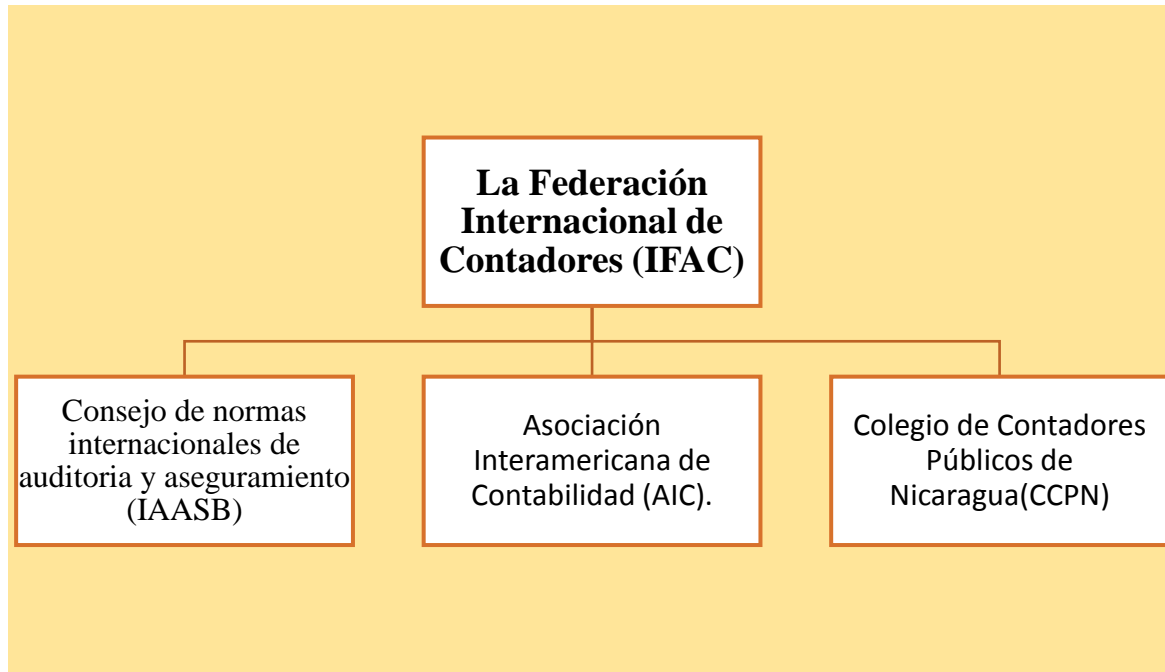 La Federación
Internacional de
Contadores (IFAC)
Consejo de normas
internacionales de
auditoria y aseguramiento
(IAASB)
Asociación
Interamericana de
Contabilidad (AIC).
Colegio de Contadores
Públicos de
Nicaragua(CCPN)